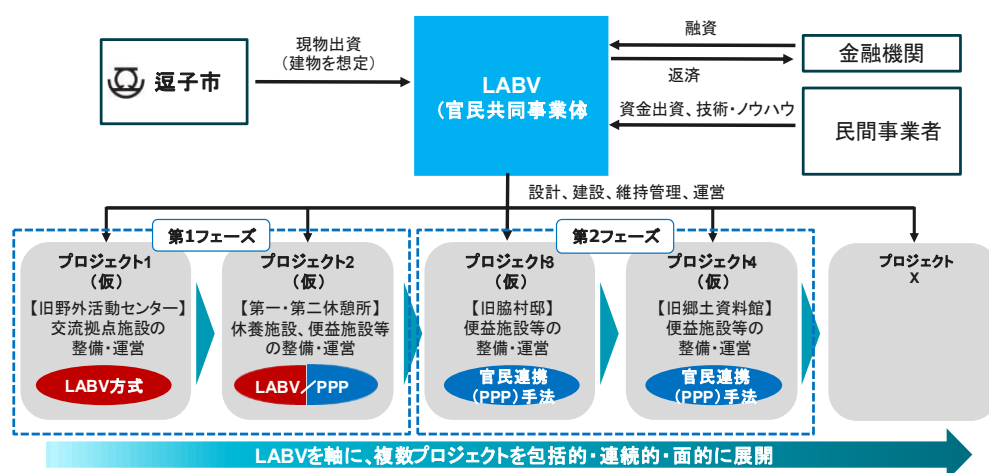 逗子市
現物出資
(建物を想定)
LABV
(官民共同事業体
融資
返済
金融機関
資金出資、技術・ノウハウ
民間事業者
設計、建設、維持管理、運営
第1フェーズ
プロジェクト1
(仮)
【旧野外活動センター】
交流拠点施設の
整備・運営
LABV方式
プロジェクト2
(仮)
【第一・第二休憩所】
休養施設、便益施設等
の整備・運営
LABV/PPP
第2フェーズ
プロジェクト3
(仮)
【旧脇村邸】
便益施設等の
整備・運営
官民連携
(PPP)手法
プロジェクト4
(仮)
【旧郷土資料館】
便益施設等の
整備・運営
官民連携
(PPP)手法
プロジェクト
X
LABVを軸に、複数プロジェクトを包括的・連続的・面的に展開